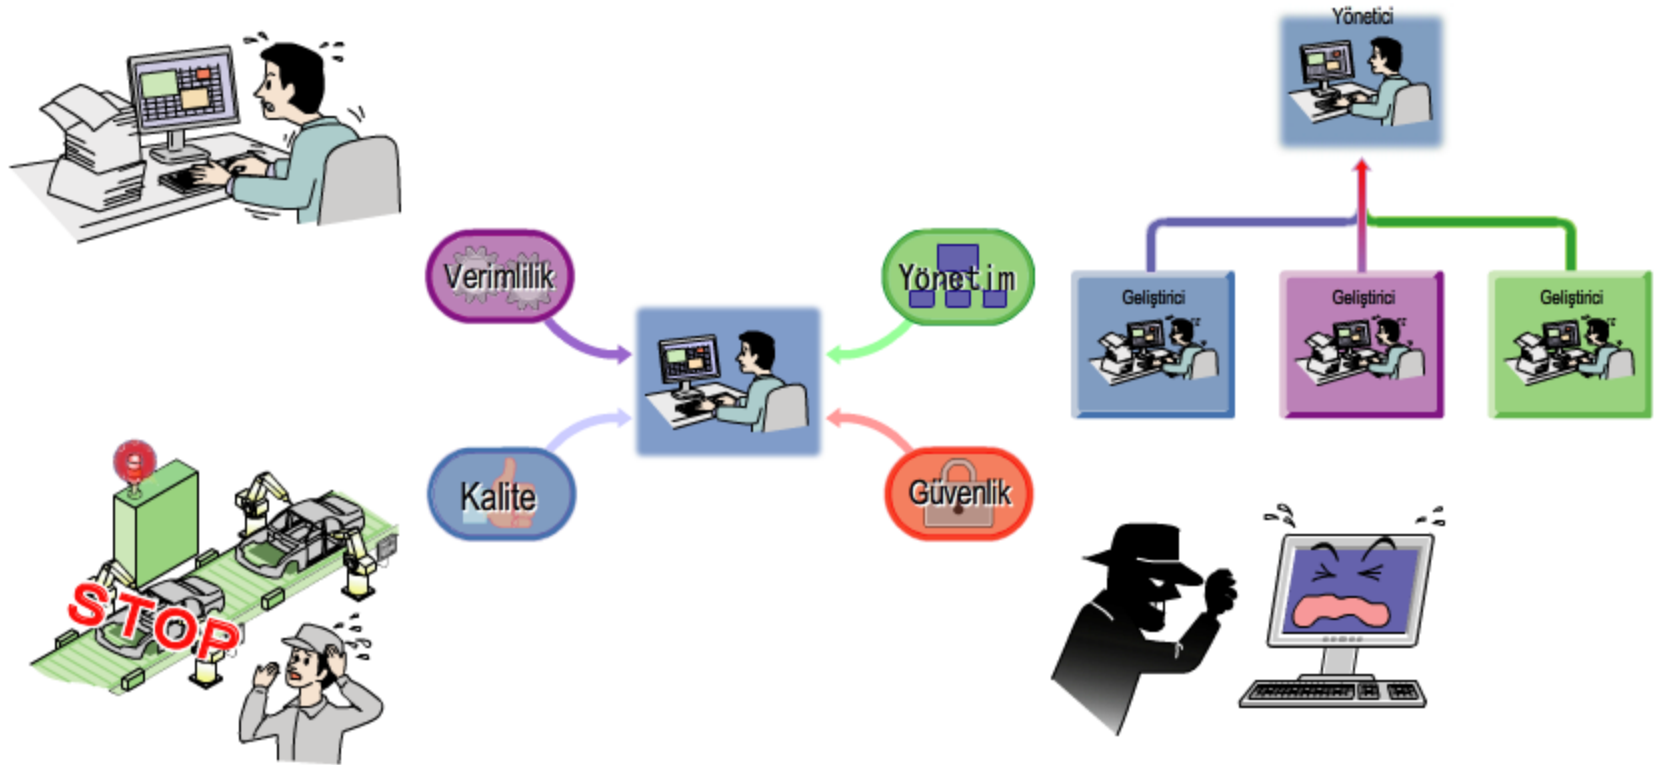 Yönetici
Verimlilik
Yönetim
Geliştirici
Geliştirici
Geliştirici
Kalite
Güvenlik
STOP